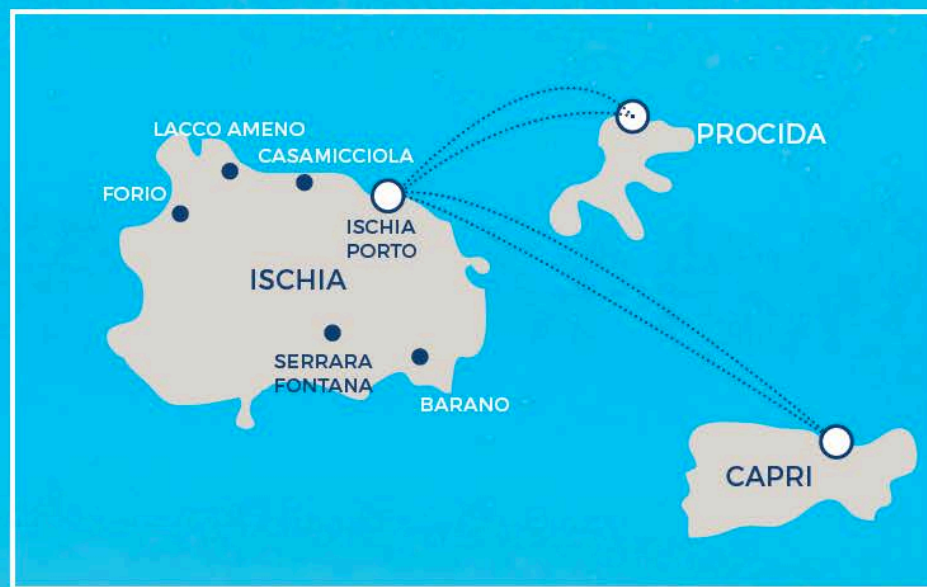 LACCO AMENO
CASAMICCIOLA
PROCIDA
FORIO
ISCHIA
PORTO
ISCHIA
SERRARA
FONTANA
BARANO
CAPRI